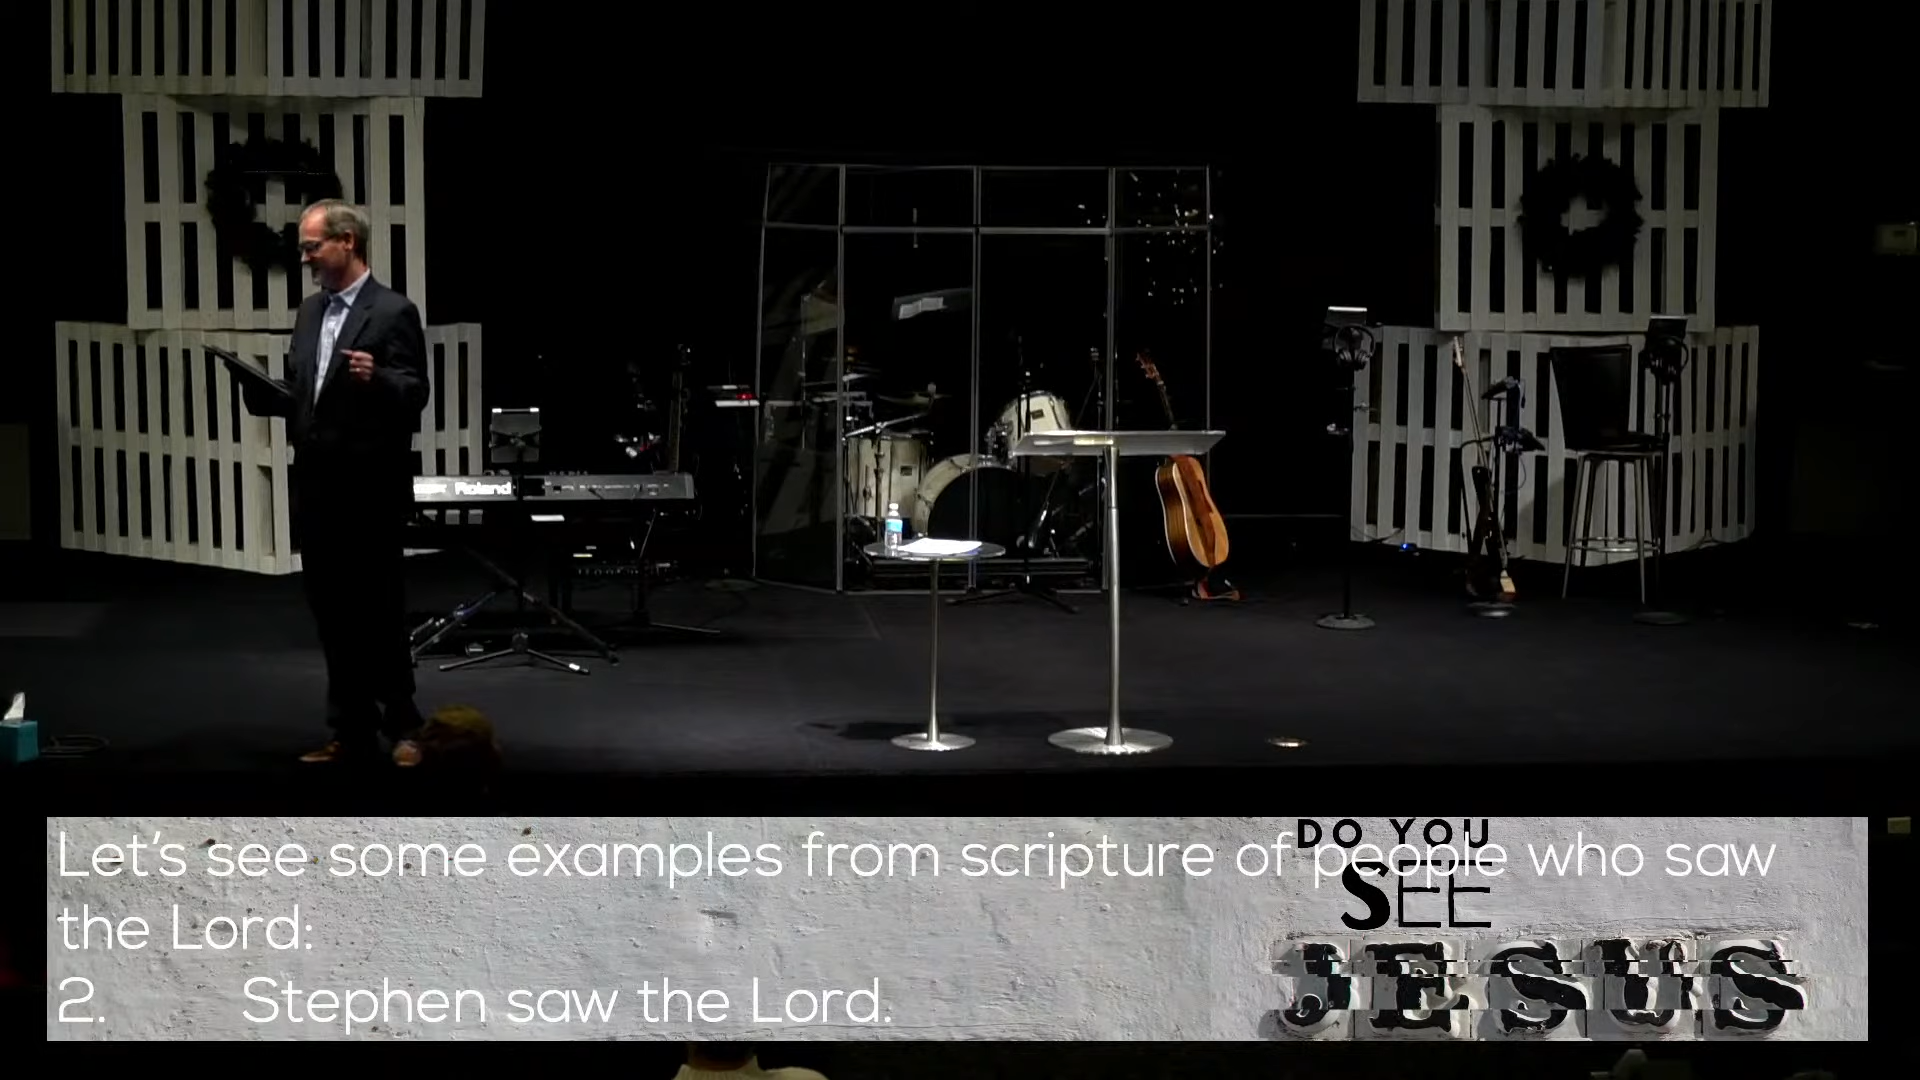 Roland
Let's see some examples from scripture of people who saw
the Lord:
2. Stephen saw the Lord.
DO YOU
SEE
JESUS